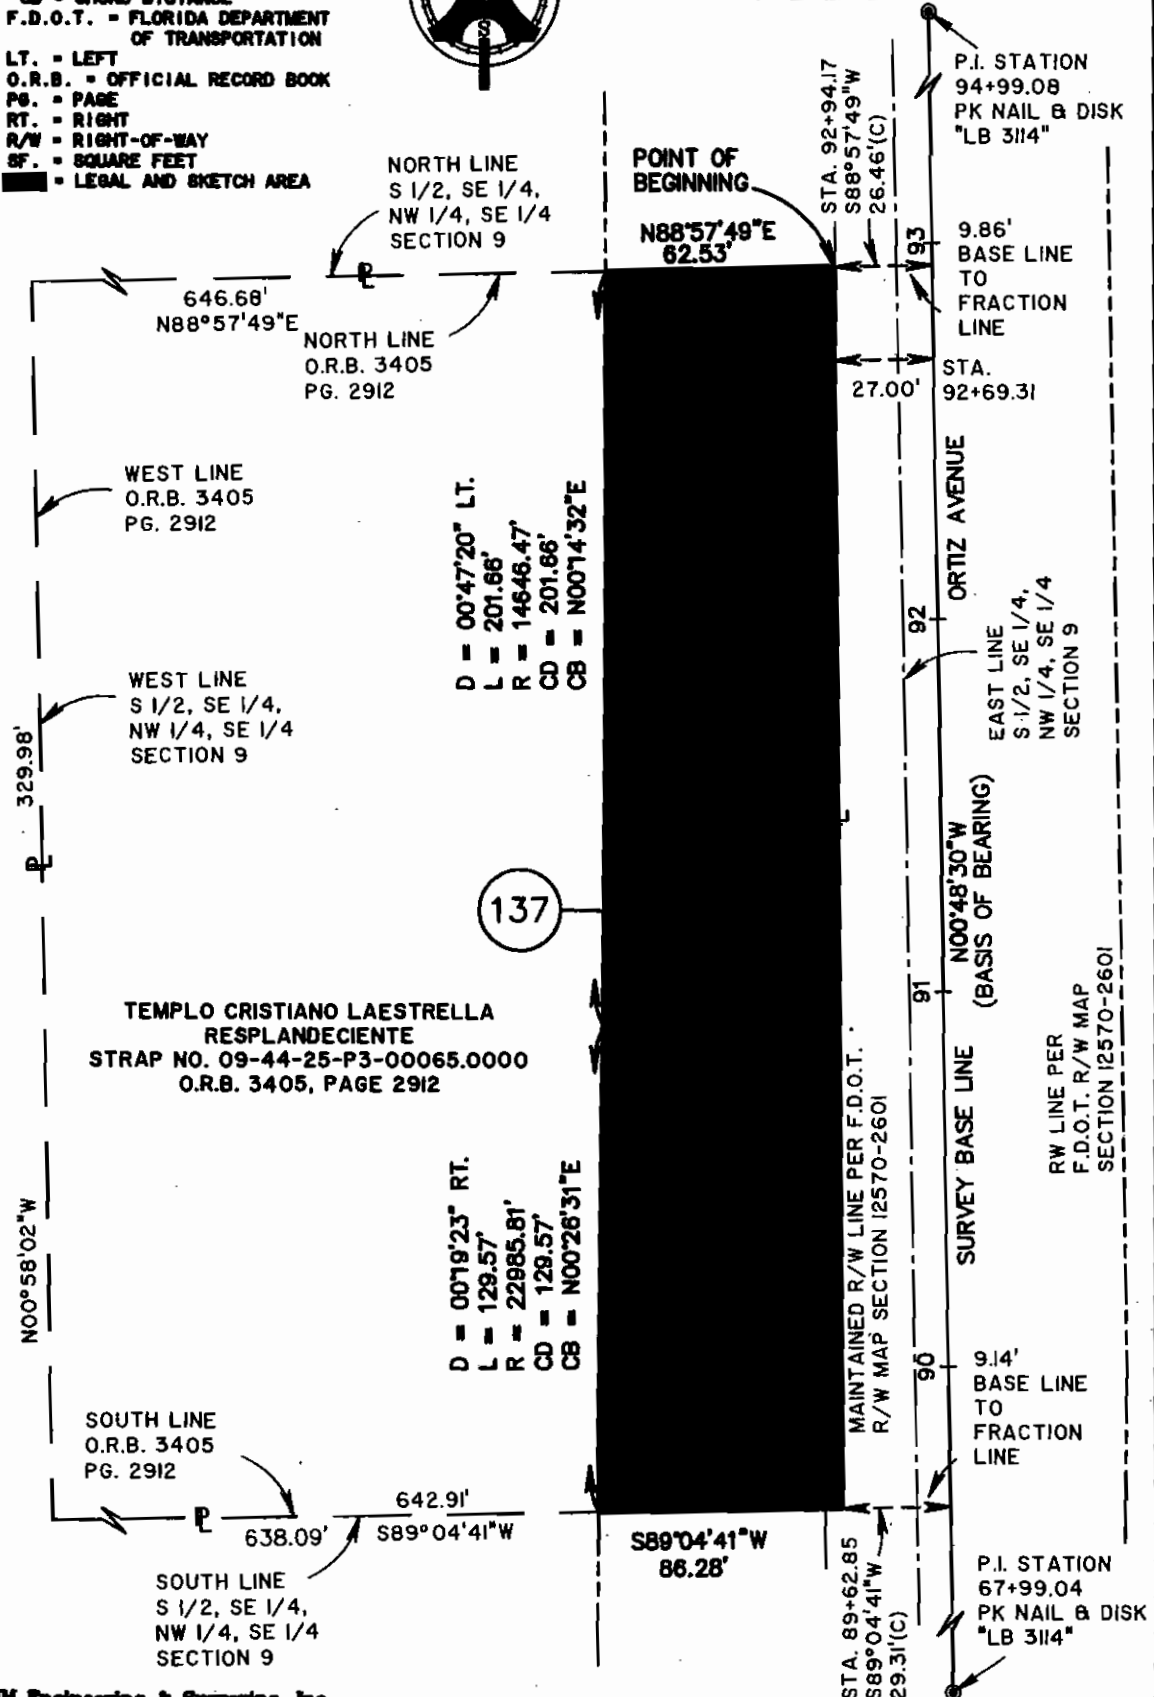 F.D.O.T. = FLORIDA DEPARTMENT
OF TRANSPORTATION
LT. = LEFT
O.R.B. = OFFICIAL RECORD BOOK
PG. = PAGE
RT. = RIGHT
R/W = RIGHT-OF-WAY
SF. = SQUARE FEET
= LEGAL AND SKETCH AREA
S
NORTH LINE
S 1/2, SE 1/4,
NW 1/4, SE 1/4
SECTION 9
POINT OF
BEGINNING
STA. 92+94.17
S88°57'49"W
26.46'(C)
P.I. STATION
94+99.08
PK NAIL & DISK
"LB 3114"
N88°57'49"E
62.53'
93
9.86'
BASE LINE
TO
FRACTION
LINE
PL
646.68'
N88°57'49"E
NORTH LINE
O.R.B. 3405
PG. 2912
27.00'
STA.
92+69.31
WEST LINE
O.R.B. 3405
PG. 2912
D = 00°47'20" LT.
L = 201.66'
R = 14646.47'
CD = 201.66'
CB = N00°14'32"E
ORTIZ AVENUE
92
EAST LINE
S 1/2, SE 1/4,
NW 1/4, SE 1/4
SECTION 9
WEST LINE
S 1/2, SE 1/4,
NW 1/4, SE 1/4
SECTION 9
329.98'
PL
L
N00°48'30"W
(BASIS OF BEARING)
137
91
TEMPLO CRISTIANO LAESTRELLA
RESPLANDECIENTE
STRAP NO. 09-44-25-P3-00065.0000
O.R.B. 3405, PAGE 2912
MAINTAINED R/W LINE PER F.D.O.T.
R/W MAP SECTION 12570-2601
SURVEY BASE LINE
RW LINE PER
F.D.O.T. R/W MAP
SECTION 12570-2601
N00°58'02"W
D = 00°19'23" RT.
L = 129.57'
R = 22985.81'
CD = 129.57'
CB = N00°26'31"E
90
9.14'
BASE LINE
TO
FRACTION
LINE
SOUTH LINE
O.R.B. 3405
PG. 2912
PL
638.09'
642.91'
S89°04'41"W
S89°04'41"W
86.28'
SOUTH LINE
S 1/2, SE 1/4,
NW 1/4, SE 1/4
SECTION 9
STA. 89+62.85
S89°04'41"W
29.31'(C)
P.I. STATION
67+99.04
PK NAIL & DISK
"LB 3114"